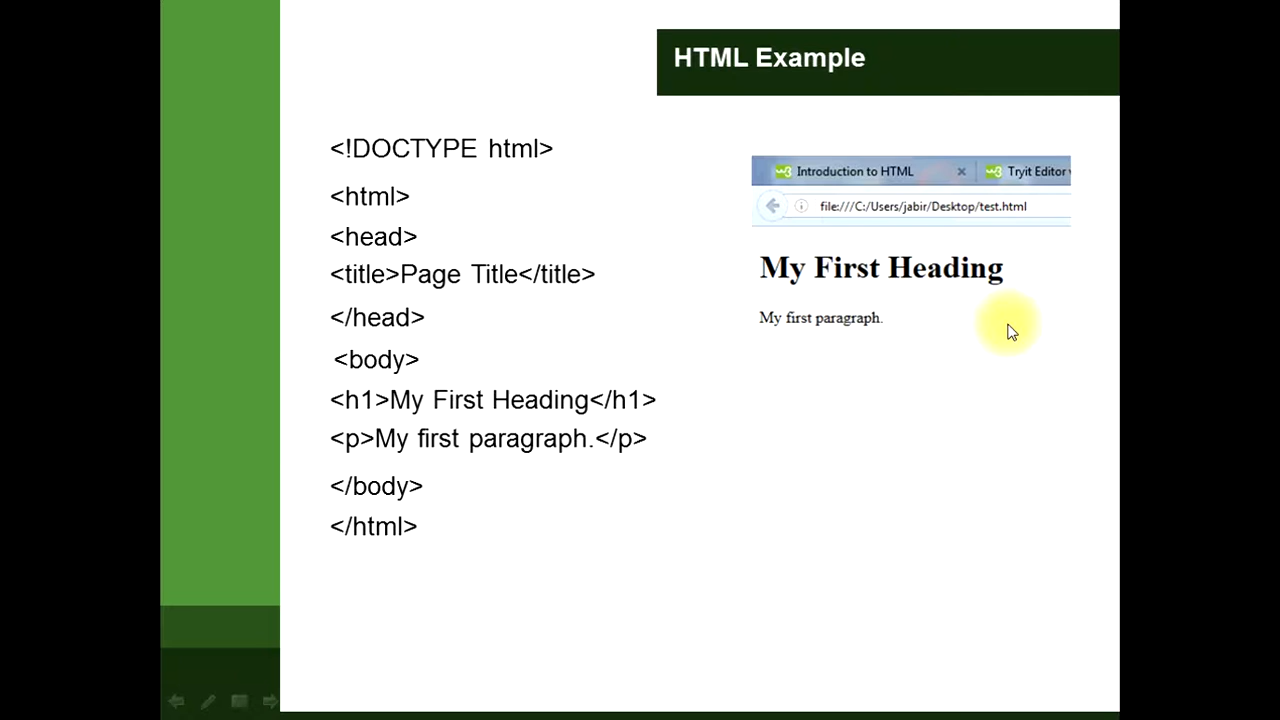 HTML Example
<!DOCTYPE html>
<html>
<head>
<title>Page Title</title>
</head>
<body>
<h1>My First Heading</h1>
<p>My first paragraph.</p>
</body>
</html>
Introduction to HTML
Tryit Editor
file:///C:/Users/jabir/Desktop/test.html
My First Heading
My first paragraph.